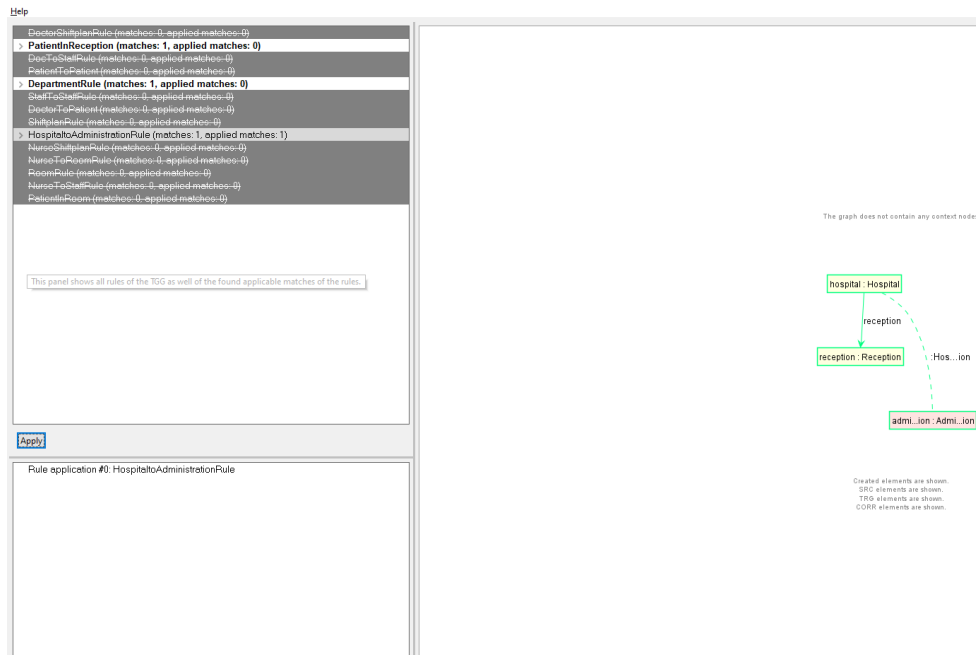 Help
DoctorShiftplanRule (matches: 0, applied matches: 0)
PatientInReception (matches: 1, applied matches: 0)
DocToStaffRule (matches: 0, applied matches: 0)
PatientToPatient (matches: 0, applied matches: 0)
DepartmentRule (matches: 1, applied matches: 0)
StaffToStaffRule (matches: 0, applied matches: 0)
DoctorToPatient (matches: 0, applied matches: 0)
ShiftplanRule (matches: 0, applied matches: 0)
HospitaltoAdministrationRule (matches: 1, applied matches: 1)
NurseShiftplanRule (matches: 0, applied matches: 0)
NurseToRoomRule (matches: 0, applied matches: 0)
RoomRule (matches: 0, applied matches: 0)
NurseToStaffRule (matches: 0, applied matches: 0)
PatientInRoom (matches: 0, applied matches: 0)
This panel shows all rules of the TGG as well of the found applicable matches of the rules.
Apply
Rule application #0: HospitaltoAdministrationRule
The graph does not contain any context nodes
hospital : Hospital
reception
reception : Reception
:Hos...ion
admi...ion : Admi...ion
Created elements are shown.
SRC elements are shown.
TRG elements are shown.
CORR elements are shown.